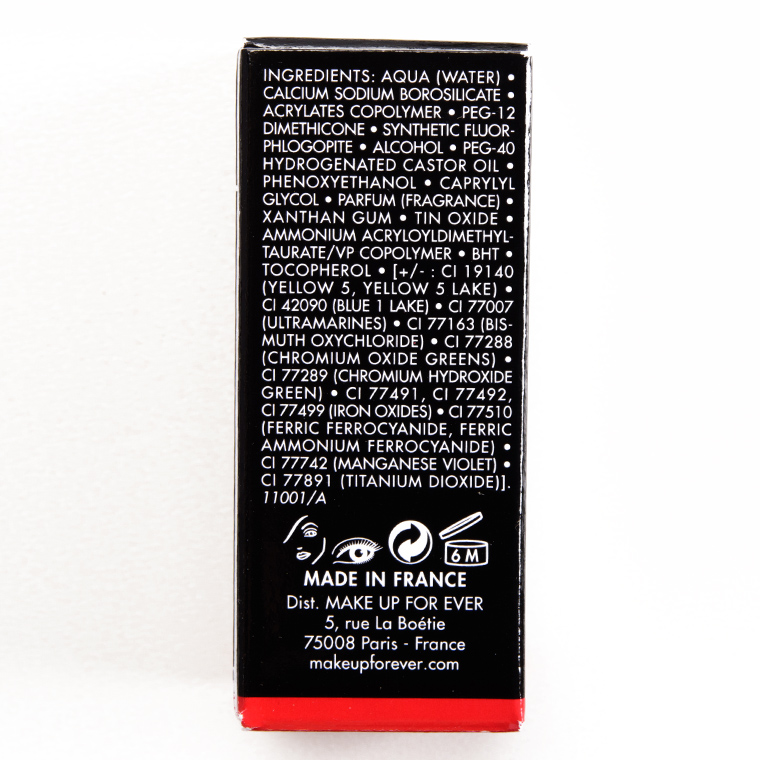 INGREDIENTS: AQUA (WATER) •
CALCIUM SODIUM BOROSILICATE •
ACRYLATES COPOLYMER • PEG-12
DIMETHICONE • SYNTHETIC FLUOR-
PHLOGOPITE • ALCOHOL • PEG-40
HYDROGENATED CASTOR OIL •
PHENOXYETHANOL • CAPRYLYL
GLYCOL • PARFUM (FRAGRANCE) •
XANTHAN GUM • TIN OXIDE •
AMMONIUM ACRYLOYLDIMETHYL-
TAURATE/VP COPOLYMER • BHT •
TOCOPHEROL • [+/- : CI 19140
(YELLOW 5, YELLOW 5 LAKE) •
CI 42090 (BLUE 1 LAKE) • CI 77007
(ULTRAMARINES) • CI 77163 (BIS-
MUTH OXYCHLORIDE) • CI 77288
(CHROMIUM OXIDE GREENS) •
CI 77289 (CHROMIUM HYDROXIDE
GREEN) • CI 77491, CI 77492,
CI 77499 (IRON OXIDES) • CI 77510
(FERRIC FERROCYANIDE, FERRIC
AMMONIUM FERROCYANIDE) •
CI 77742 (MANGANESE VIOLET) •
CI 77891 (TITANIUM DIOXIDE)].
11001/A
6 M
MADE IN FRANCE
Dist. MAKE UP FOR EVER
5, rue La Boétie
75008 Paris - France
makeupforever.com